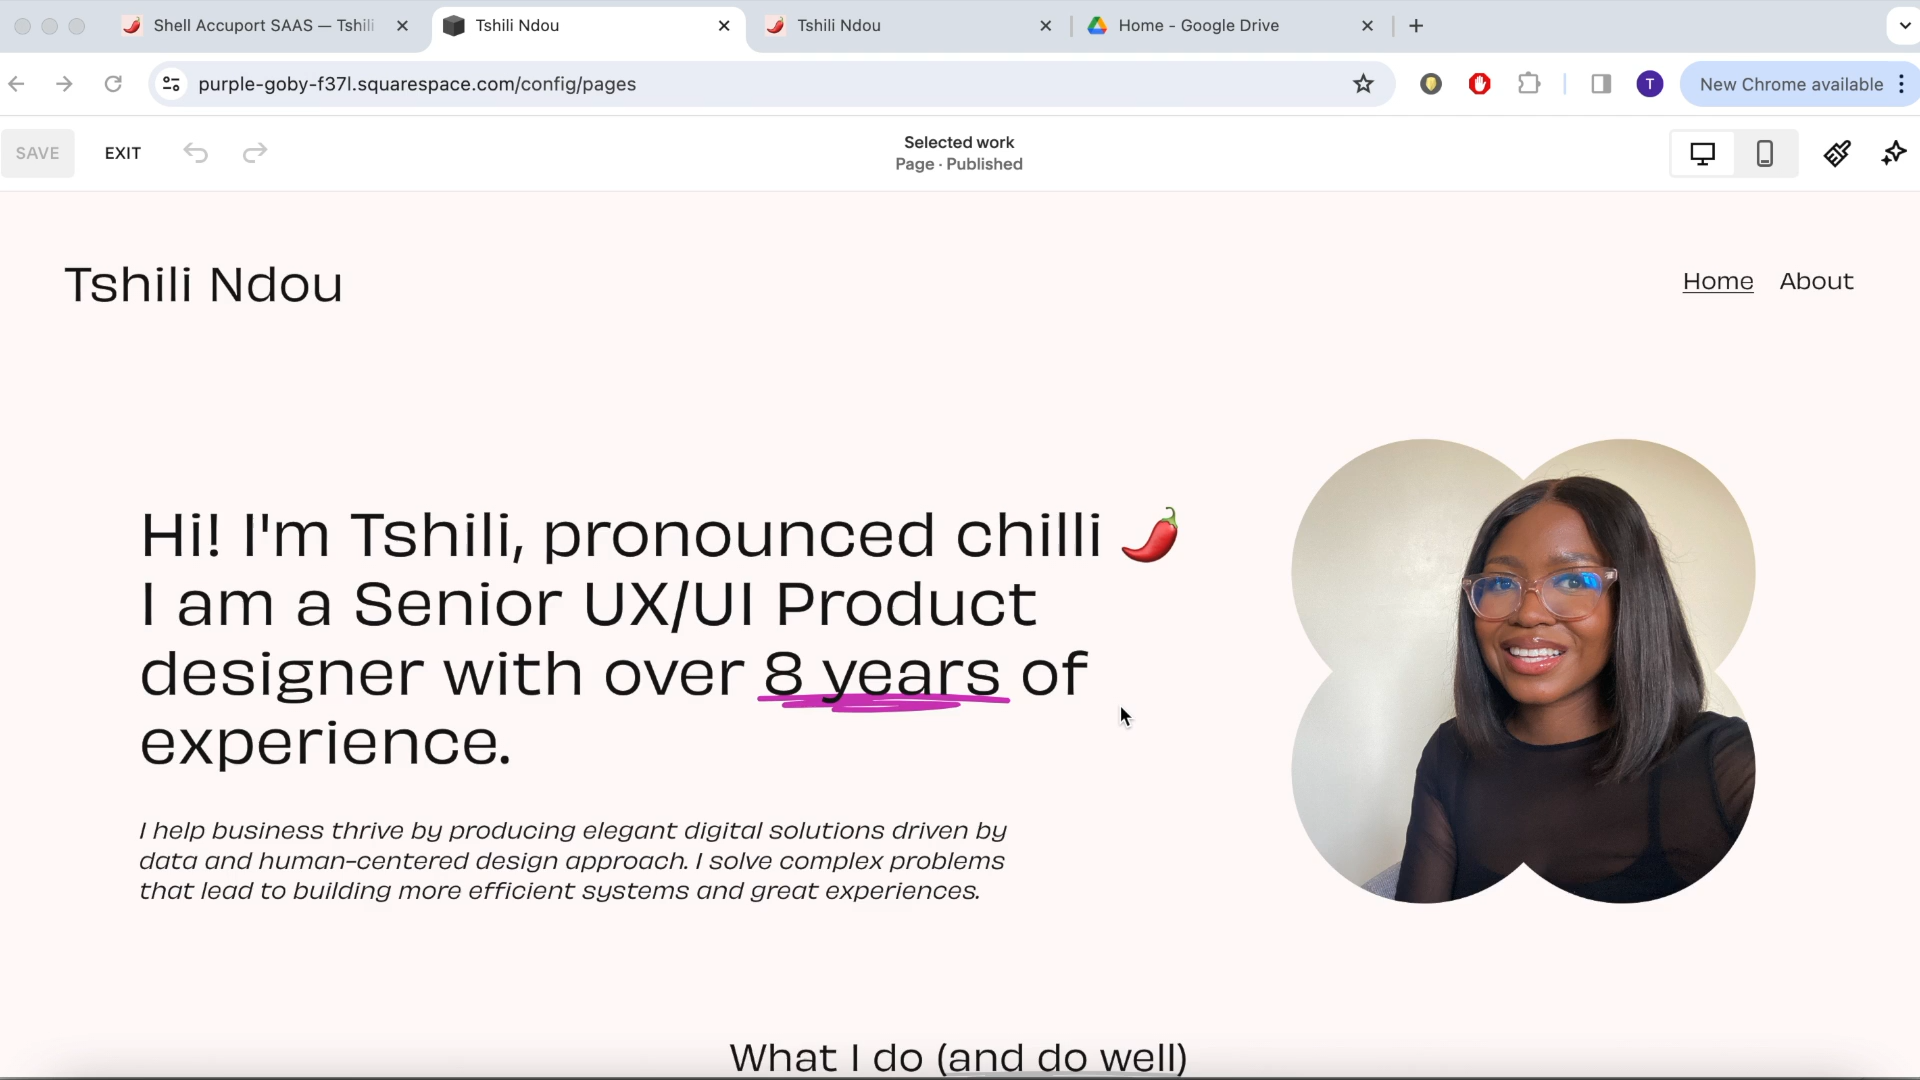 Shell Accuport SAAS — Tshili
Tshili Ndou
Tshili Ndou
Home - Google Drive
purple-goby-f37l.squarespace.com/config/pages
T
New Chrome available
SAVE
EXIT
Selected work
Page · Published
Tshili Ndou
Home
About
Hi! I'm Tshili, pronounced chilli 🌶️
I am a Senior UX/UI Product
designer with over 8 years of
experience.
I help business thrive by producing elegant digital solutions driven by
data and human-centered design approach. I solve complex problems
that lead to building more efficient systems and great experiences.
What I do (and do well)